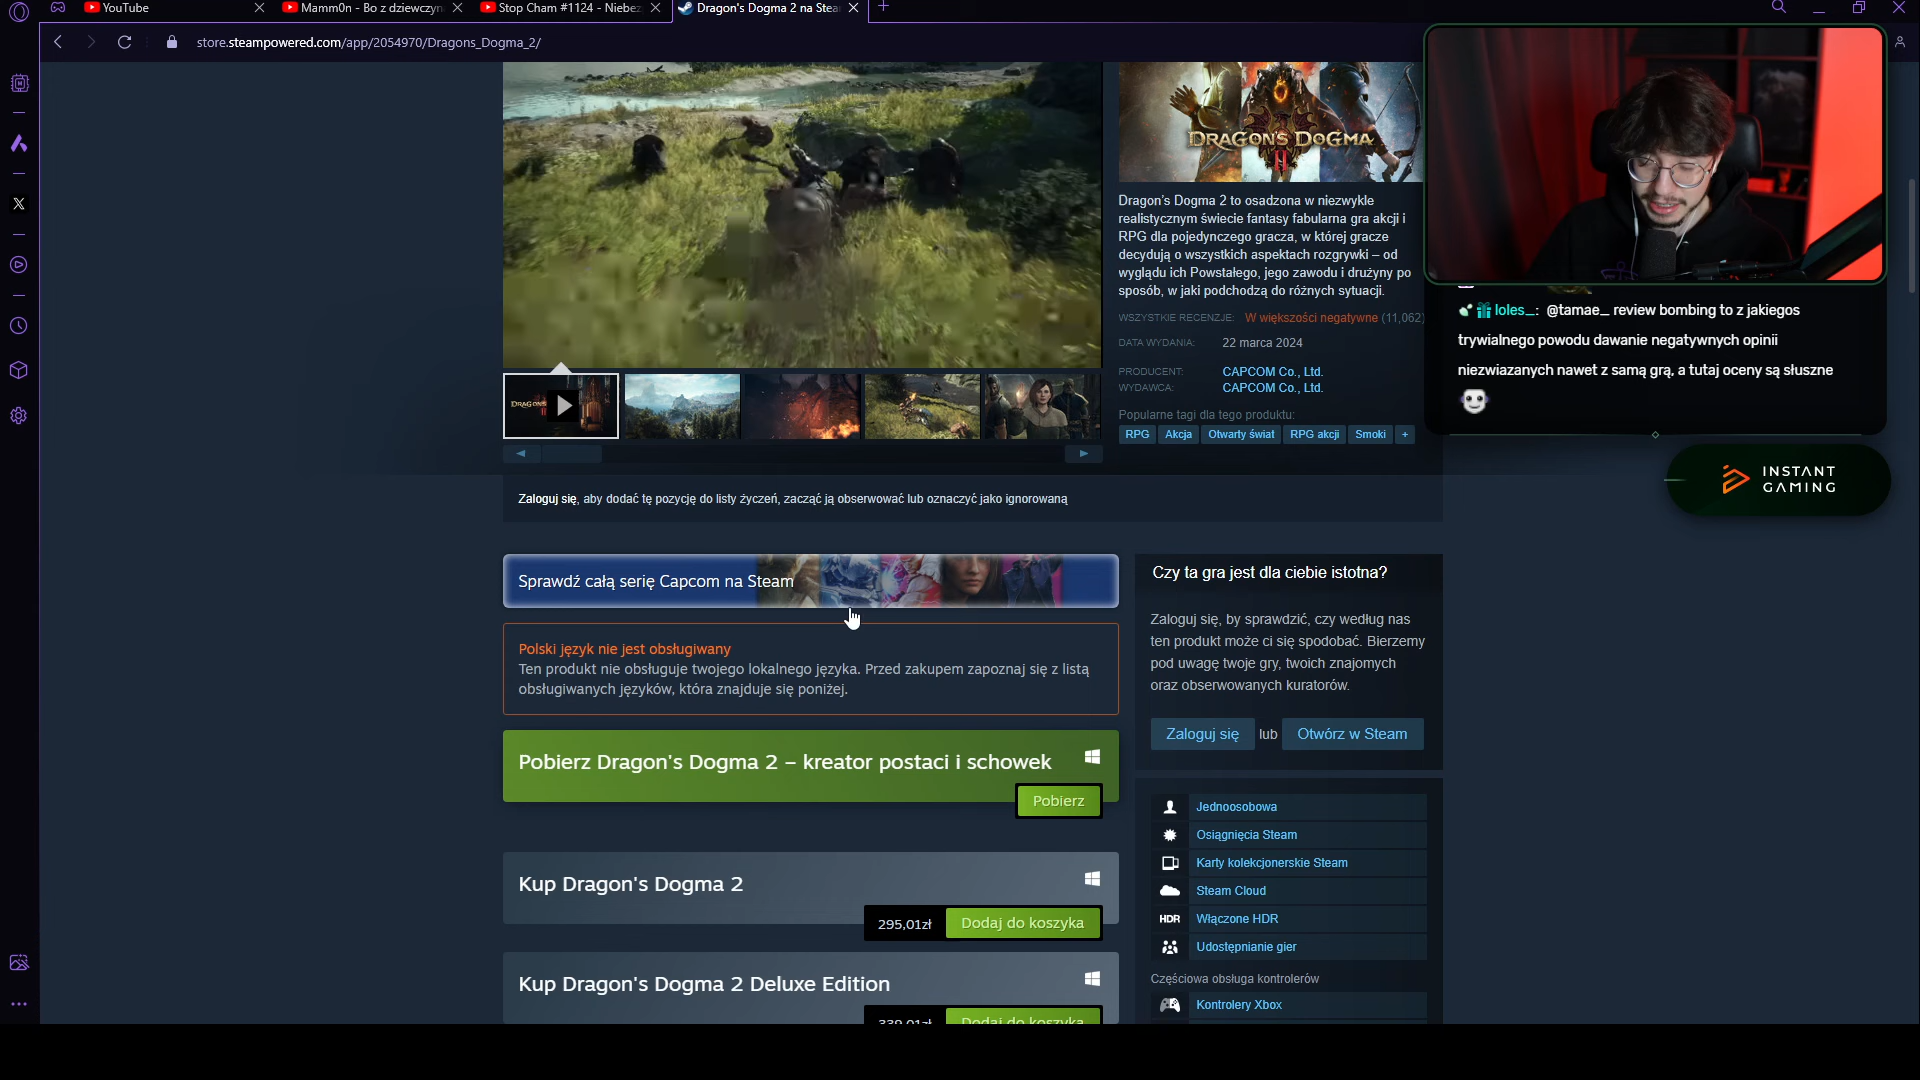 YouTube
Mamm0n - Bo z dziewczyn
Stop Cham #1124 - Niebez
Dragon's Dogma 2 na Stea
store.steampowered.com/app/2054970/Dragons_Dogma_2/
DRAGON'S DOGMA
II
Dragon's Dogma 2 to osadzona w niezwykle
realistycznym świecie fantasy fabularna gra akcji i
RPG dla pojedynczego gracza, w której gracze
decydują o wszystkich aspektach rozgrywki – od
wyglądu ich Powstałego, jego zawodu i drużyny po
sposób, w jaki podchodzą do różnych sytuacji.
WSZYSTKIE RECENZJE: W większości negatywne (11,062)
DATA WYDANIA: 22 marca 2024
PRODUCENT: CAPCOM Co., Ltd.
WYDAWCA: CAPCOM Co., Ltd.
Popularne tagi dla tego produktu:
RPG Akcja Otwarty świat RPG akcji Smoki +
loles_: @tamae_ review bombing to z jakiegos
trywialnego powodu dawanie negatywnych opinii
niezwiazanych nawet z samą grą, a tutaj oceny są słuszne
INSTANT
GAMING
Zaloguj się, aby dodać tę pozycję do listy życzeń, zacząć ją obserwować lub oznaczyć jako ignorowaną
Sprawdź całą serię Capcom na Steam
Polski język nie jest obsługiwany
Ten produkt nie obsługuje twojego lokalnego języka. Przed zakupem zapoznaj się z listą
obsługiwanych języków, która znajduje się poniżej.
Pobierz Dragon's Dogma 2 – kreator postaci i schowek
Pobierz
Kup Dragon's Dogma 2
295,01zł Dodaj do koszyka
Kup Dragon's Dogma 2 Deluxe Edition
339,01zł Dodaj do koszyka
Czy ta gra jest dla ciebie istotna?
Zaloguj się, by sprawdzić, czy według nas
ten produkt może ci się spodobać. Bierzemy
pod uwagę twoje gry, twoich znajomych
oraz obserwowanych kuratorów.
Zaloguj się lub Otwórz w Steam
Jednoosobowa
Osiągnięcia Steam
Karty kolekcjonerskie Steam
Steam Cloud
HDR Włączone HDR
Udostępnianie gier
Częściowa obsługa kontrolerów
Kontrolery Xbox